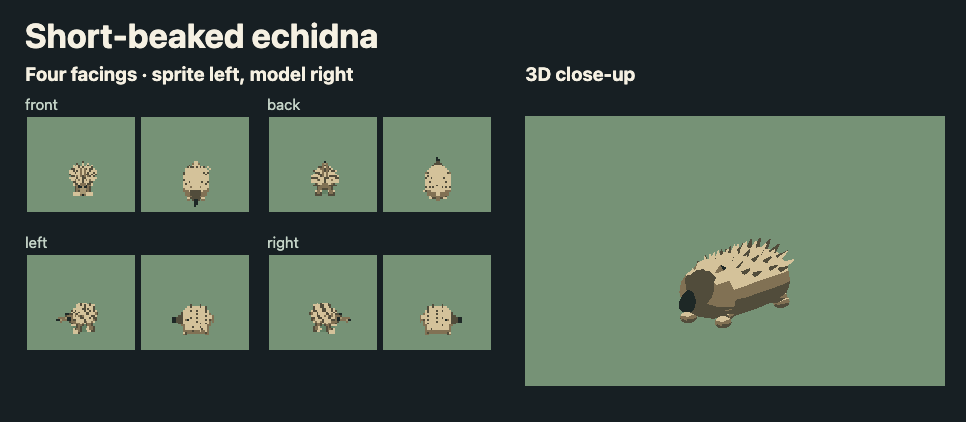 Short-beaked echidna
Four facings · sprite left, model right
3D close-up
front
back
left
right